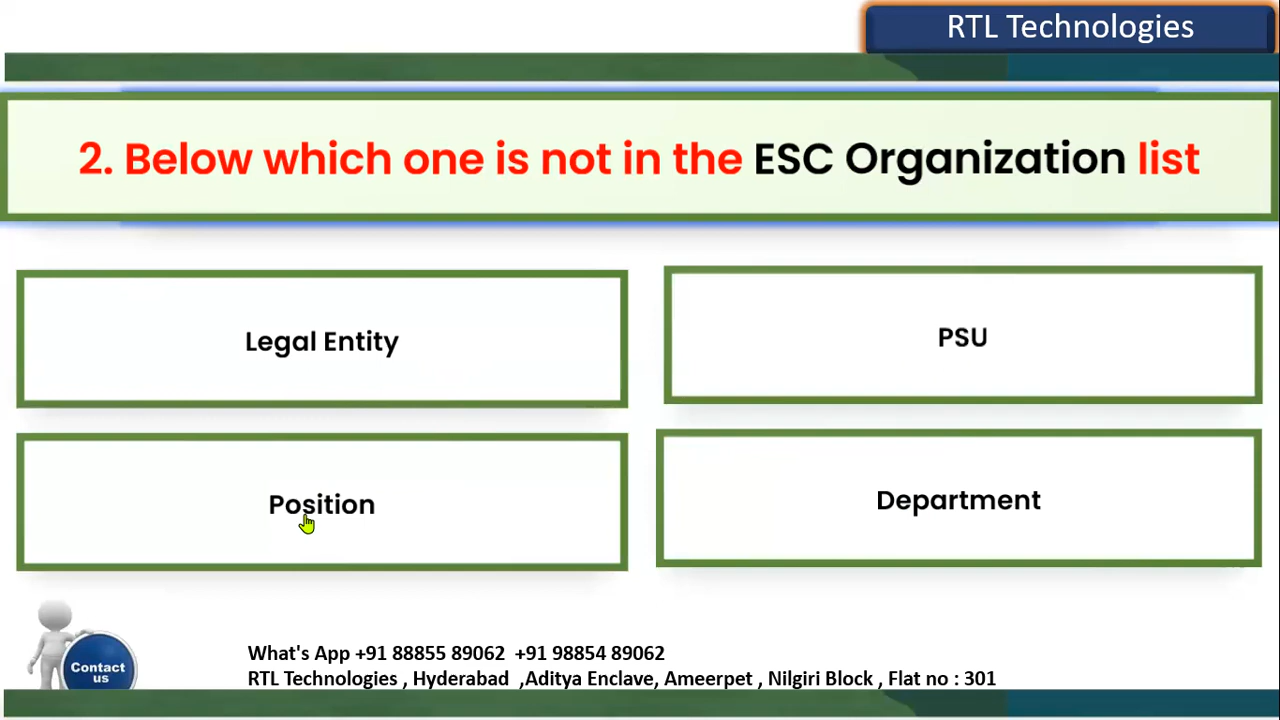 RTL Technologies
2. Below which one is not in the ESC Organization list
Legal Entity
PSU
Position
Department
Contact
us
What's App +91 88855 89062 +91 98854 89062
RTL Technologies , Hyderabad ,Aditya Enclave, Ameerpet , Nilgiri Block , Flat no : 301